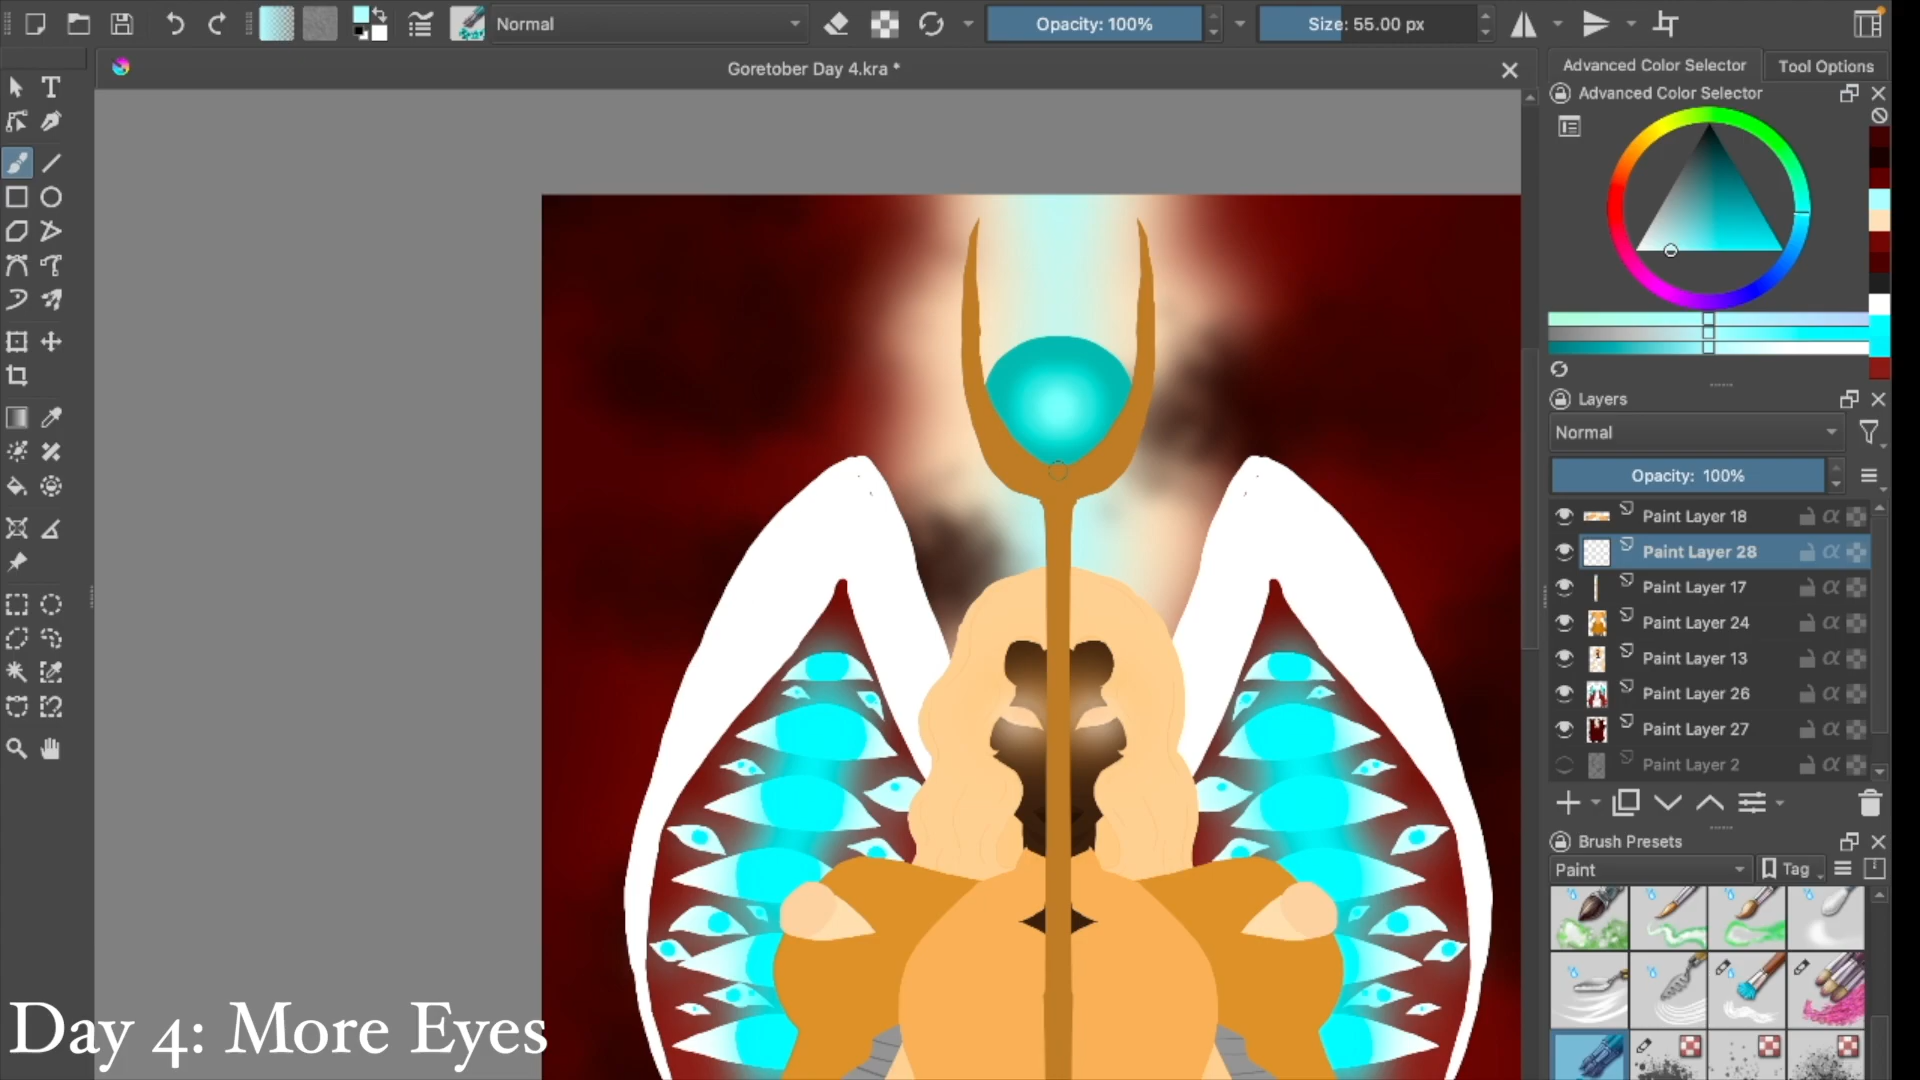 Normal
Opacity: 100%
Size: 55.00 px
Goretober Day 4.kra *
Advanced Color Selector
Tool Options
Advanced Color Selector
Layers
Normal
Opacity: 100%
Paint Layer 18
Paint Layer 28
Paint Layer 17
Paint Layer 24
Paint Layer 13
Paint Layer 26
Paint Layer 27
Paint Layer 2
Brush Presets
Paint
Tag
Day 4: More Eyes